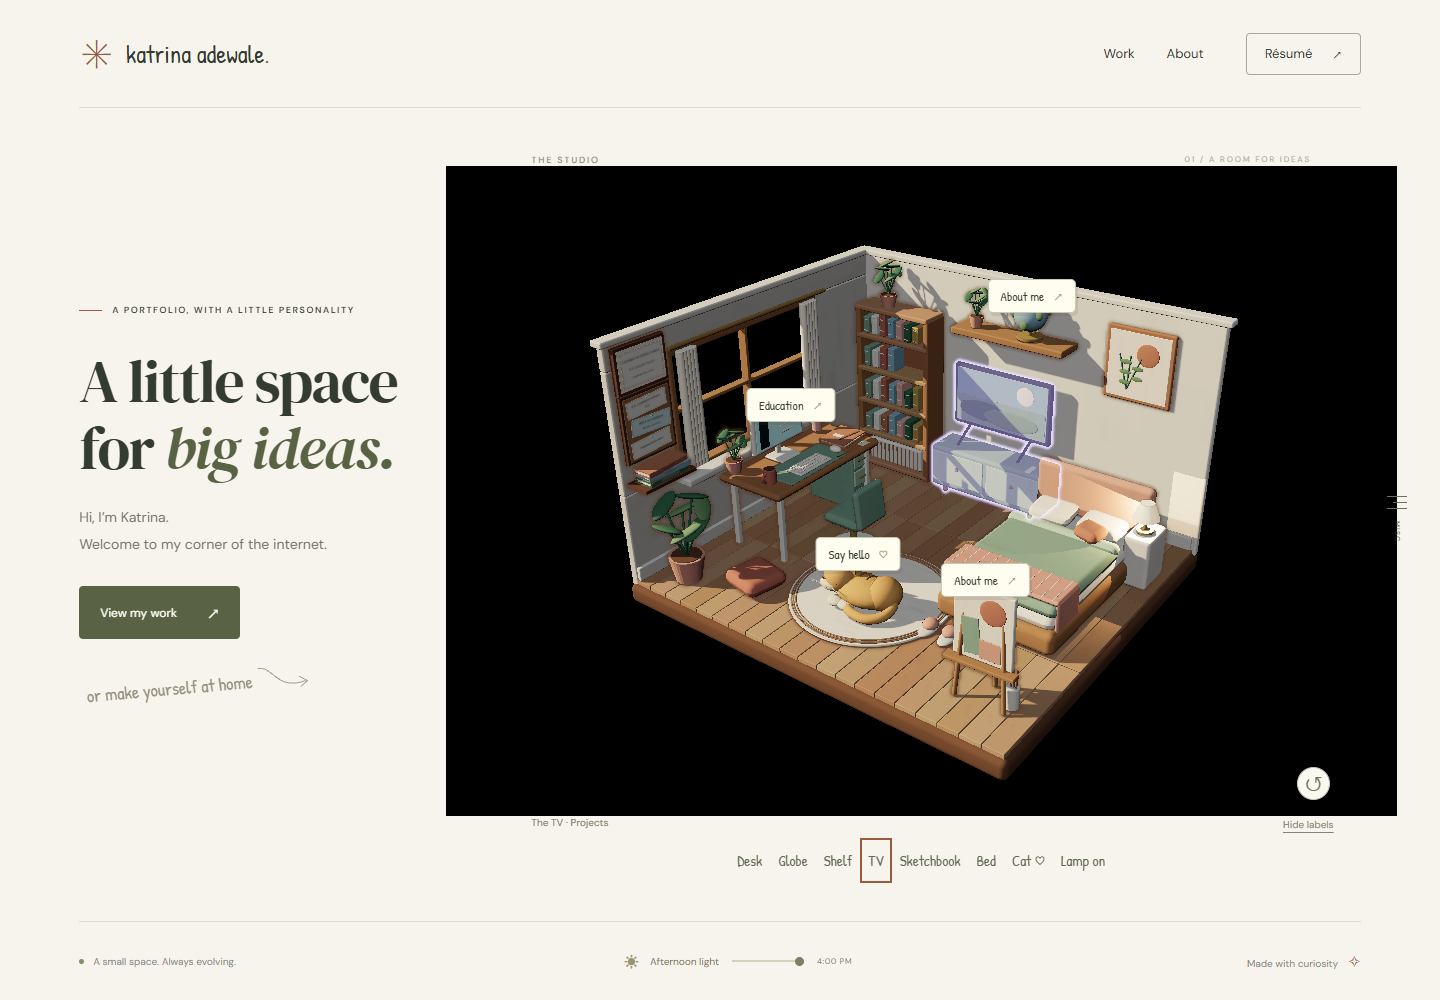 katrina adewale.
Work
About
Résumé ↗
THE STUDIO
01 / A ROOM FOR IDEAS
A PORTFOLIO, WITH A LITTLE PERSONALITY
A little space
for big ideas.
Hi, I'm Katrina.
Welcome to my corner of the internet.
View my work ↗
or make yourself at home
About me ↗
Education ↗
Say hello ♡
About me ↗
The TV · Projects
Hide labels
Desk
Globe
Shelf
TV
Sketchbook
Bed
Cat ♡
Lamp on
A small space. Always evolving.
Afternoon light
4:00 PM
Made with curiosity